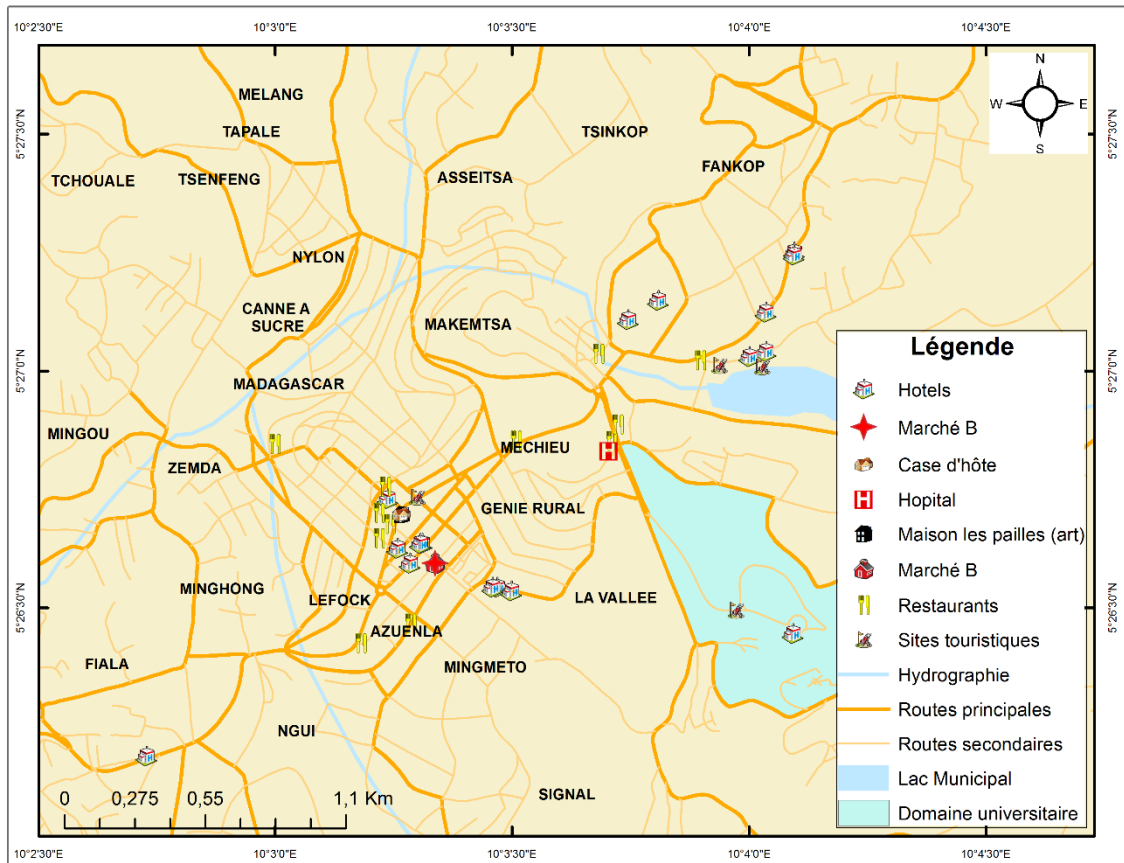 10°2'30"E 10°3'0"E 10°3'30"E 10°4'0"E 10°4'30"E
N
W E
S
5°27'30"N 5°27'30"N
MELANG
TAPALE
TSINKOP
FANKOP
TCHOUALE
TSENFENG
ASSEITSA
NYLON
CANNE A
SUCRE
MAKEMTSA
5°27'0"N 5°27'0"N
MADAGASCAR
MINGOU
ZEMDA
MECHIEU
H
GENIE RURAL
MINGHONG
LEFOCK
LA VALLEE
5°26'30"N 5°26'30"N
AZUENLA
FIALA
MINGMETO
NGUI
SIGNAL
0 0,275 0,55 1,1 Km
Légende
Hotels
Marché B
Case d'hôte
H Hopital
Maison les pailles (art)
Marché B
Restaurants
Sites touristiques
Hydrographie
Routes principales
Routes secondaires
Lac Municipal
Domaine universitaire
10°2'30"E 10°3'0"E 10°3'30"E 10°4'0"E 10°4'30"E